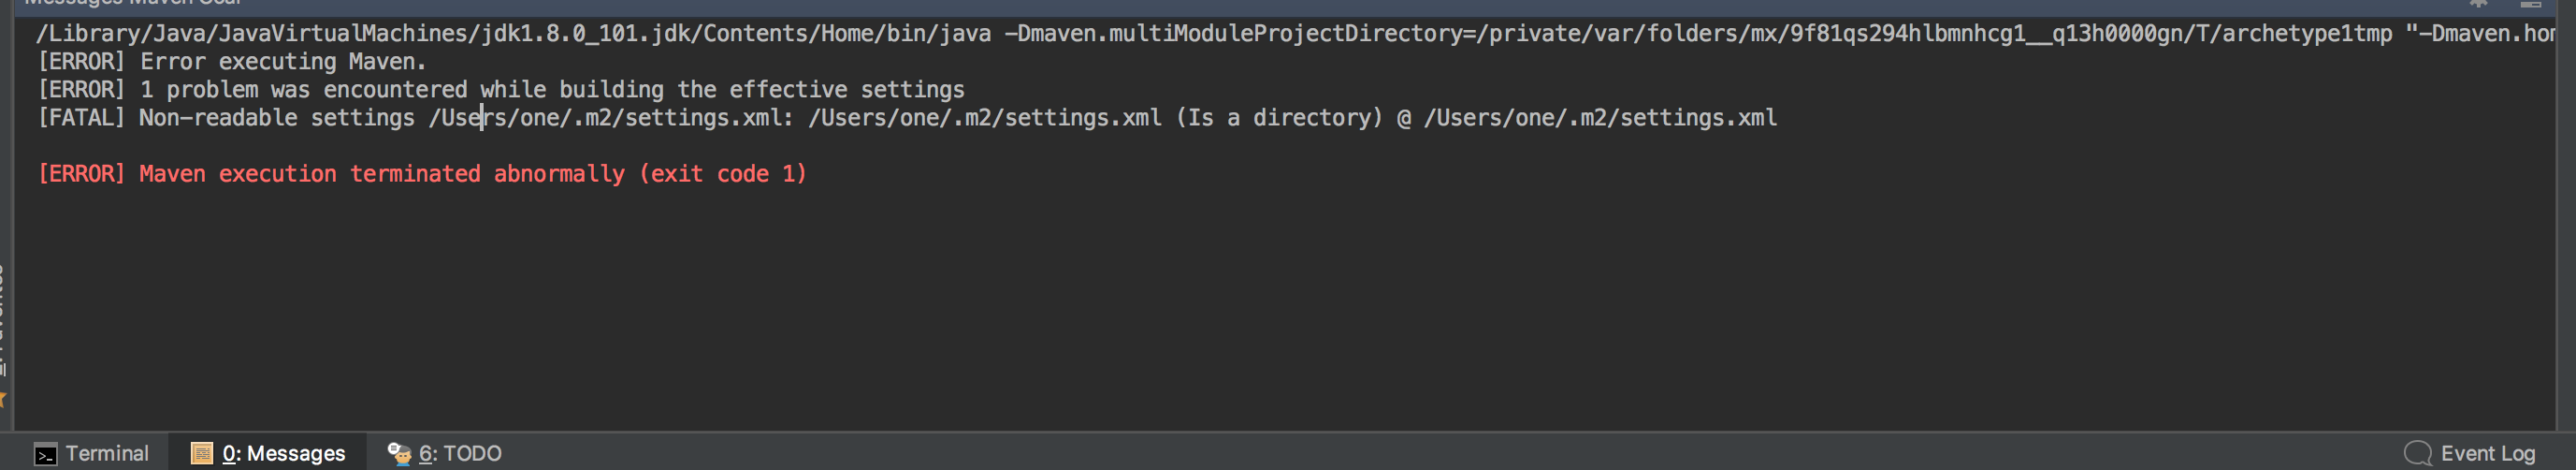 Messages Maven Goal
/Library/Java/JavaVirtualMachines/jdk1.8.0_101.jdk/Contents/Home/bin/java -Dmaven.multiModuleProjectDirectory=/private/var/folders/mx/9f81qs294hlbmnhcg1__q13h0000gn/T/archetype1tmp "-Dmaven.hom
[ERROR] Error executing Maven.
[ERROR] 1 problem was encountered while building the effective settings
[FATAL] Non-readable settings /Users/one/.m2/settings.xml: /Users/one/.m2/settings.xml (Is a directory) @ /Users/one/.m2/settings.xml
[ERROR] Maven execution terminated abnormally (exit code 1)
Terminal
0: Messages
6: TODO
Event Log